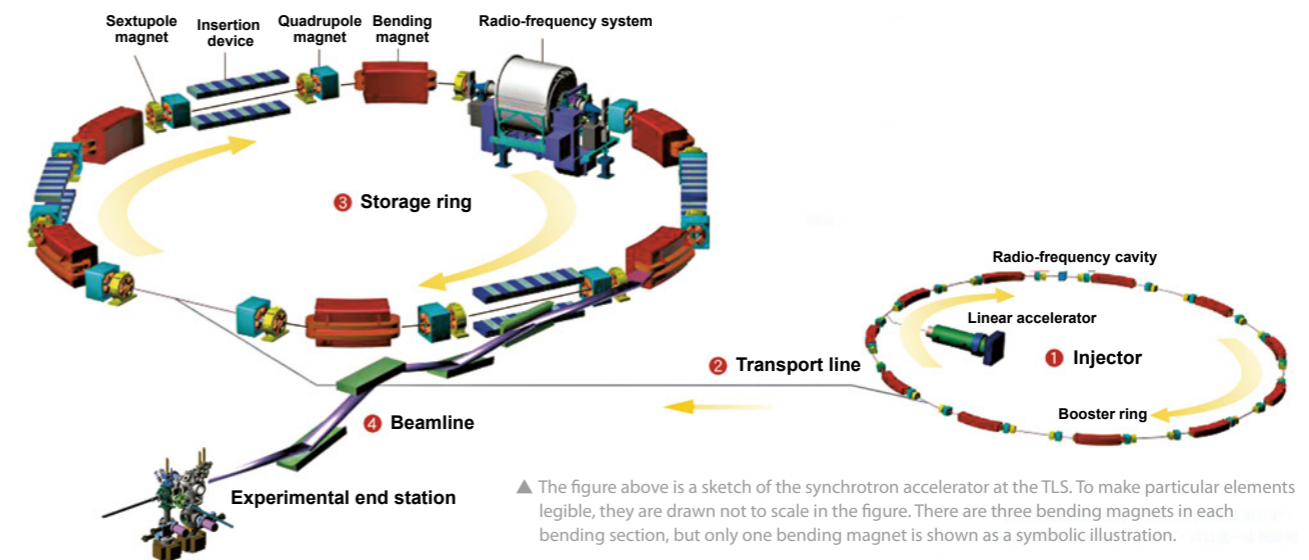 Sextupole
magnet
Insertion
device
Quadrupole
magnet
Bending
magnet
Radio-frequency system
3 Storage ring
Radio-frequency cavity
Linear accelerator
1 Injector
2 Transport line
Booster ring
4 Beamline
Experimental end station
▲ The figure above is a sketch of the synchrotron accelerator at the TLS. To make particular elements
legible, they are drawn not to scale in the figure. There are three bending magnets in each
bending section, but only one bending magnet is shown as a symbolic illustration.